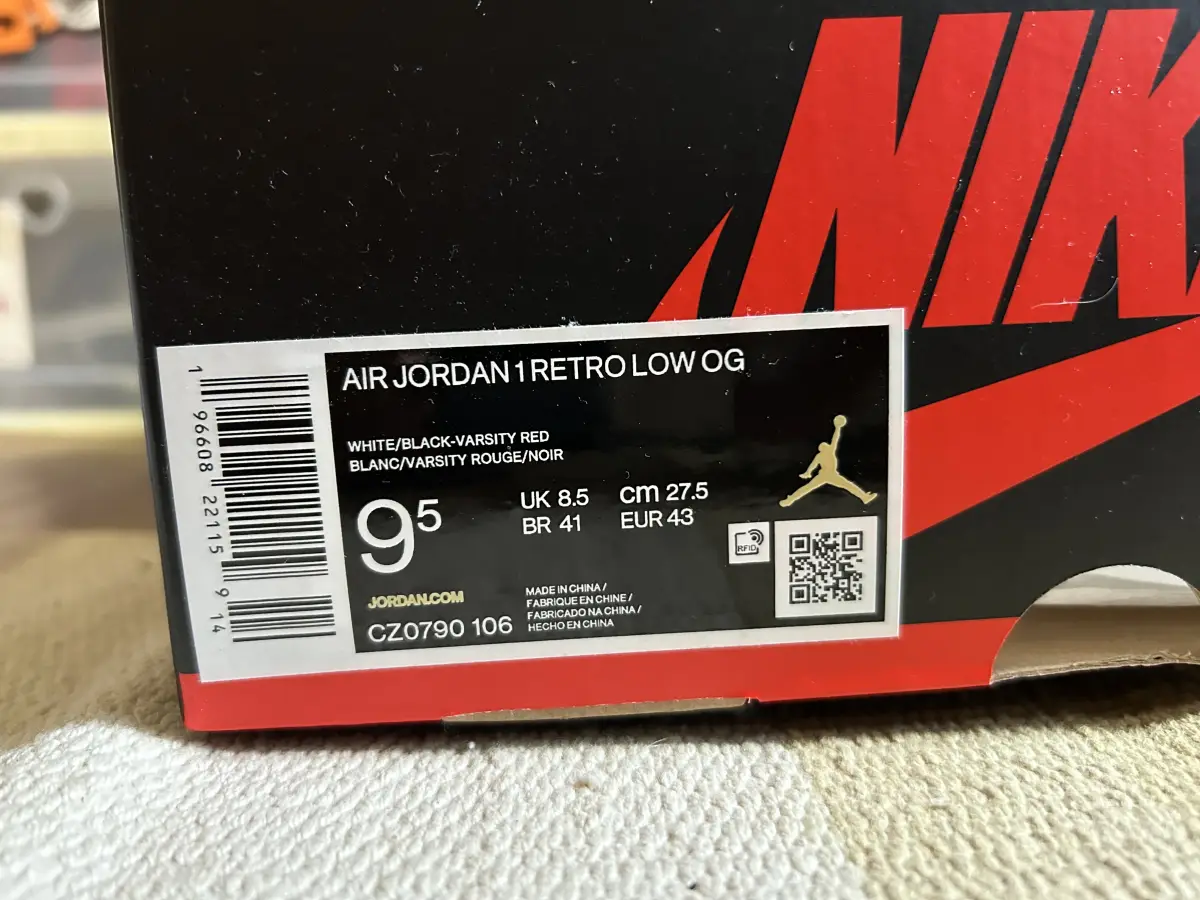 NIK
AIR JORDAN 1 RETRO LOW OG
WHITE/BLACK-VARSITY RED
BLANC/VARSITY ROUGE/NOIR
9⁵
UK 8.5 cm 27.5
BR 41 EUR 43
RFID
JORDAN.COM
CZ0790 106
MADE IN CHINA /
FABRIQUE EN CHINE /
FABRICADO NA CHINA /
HECHO EN CHINA
1 96608 22115 9 14